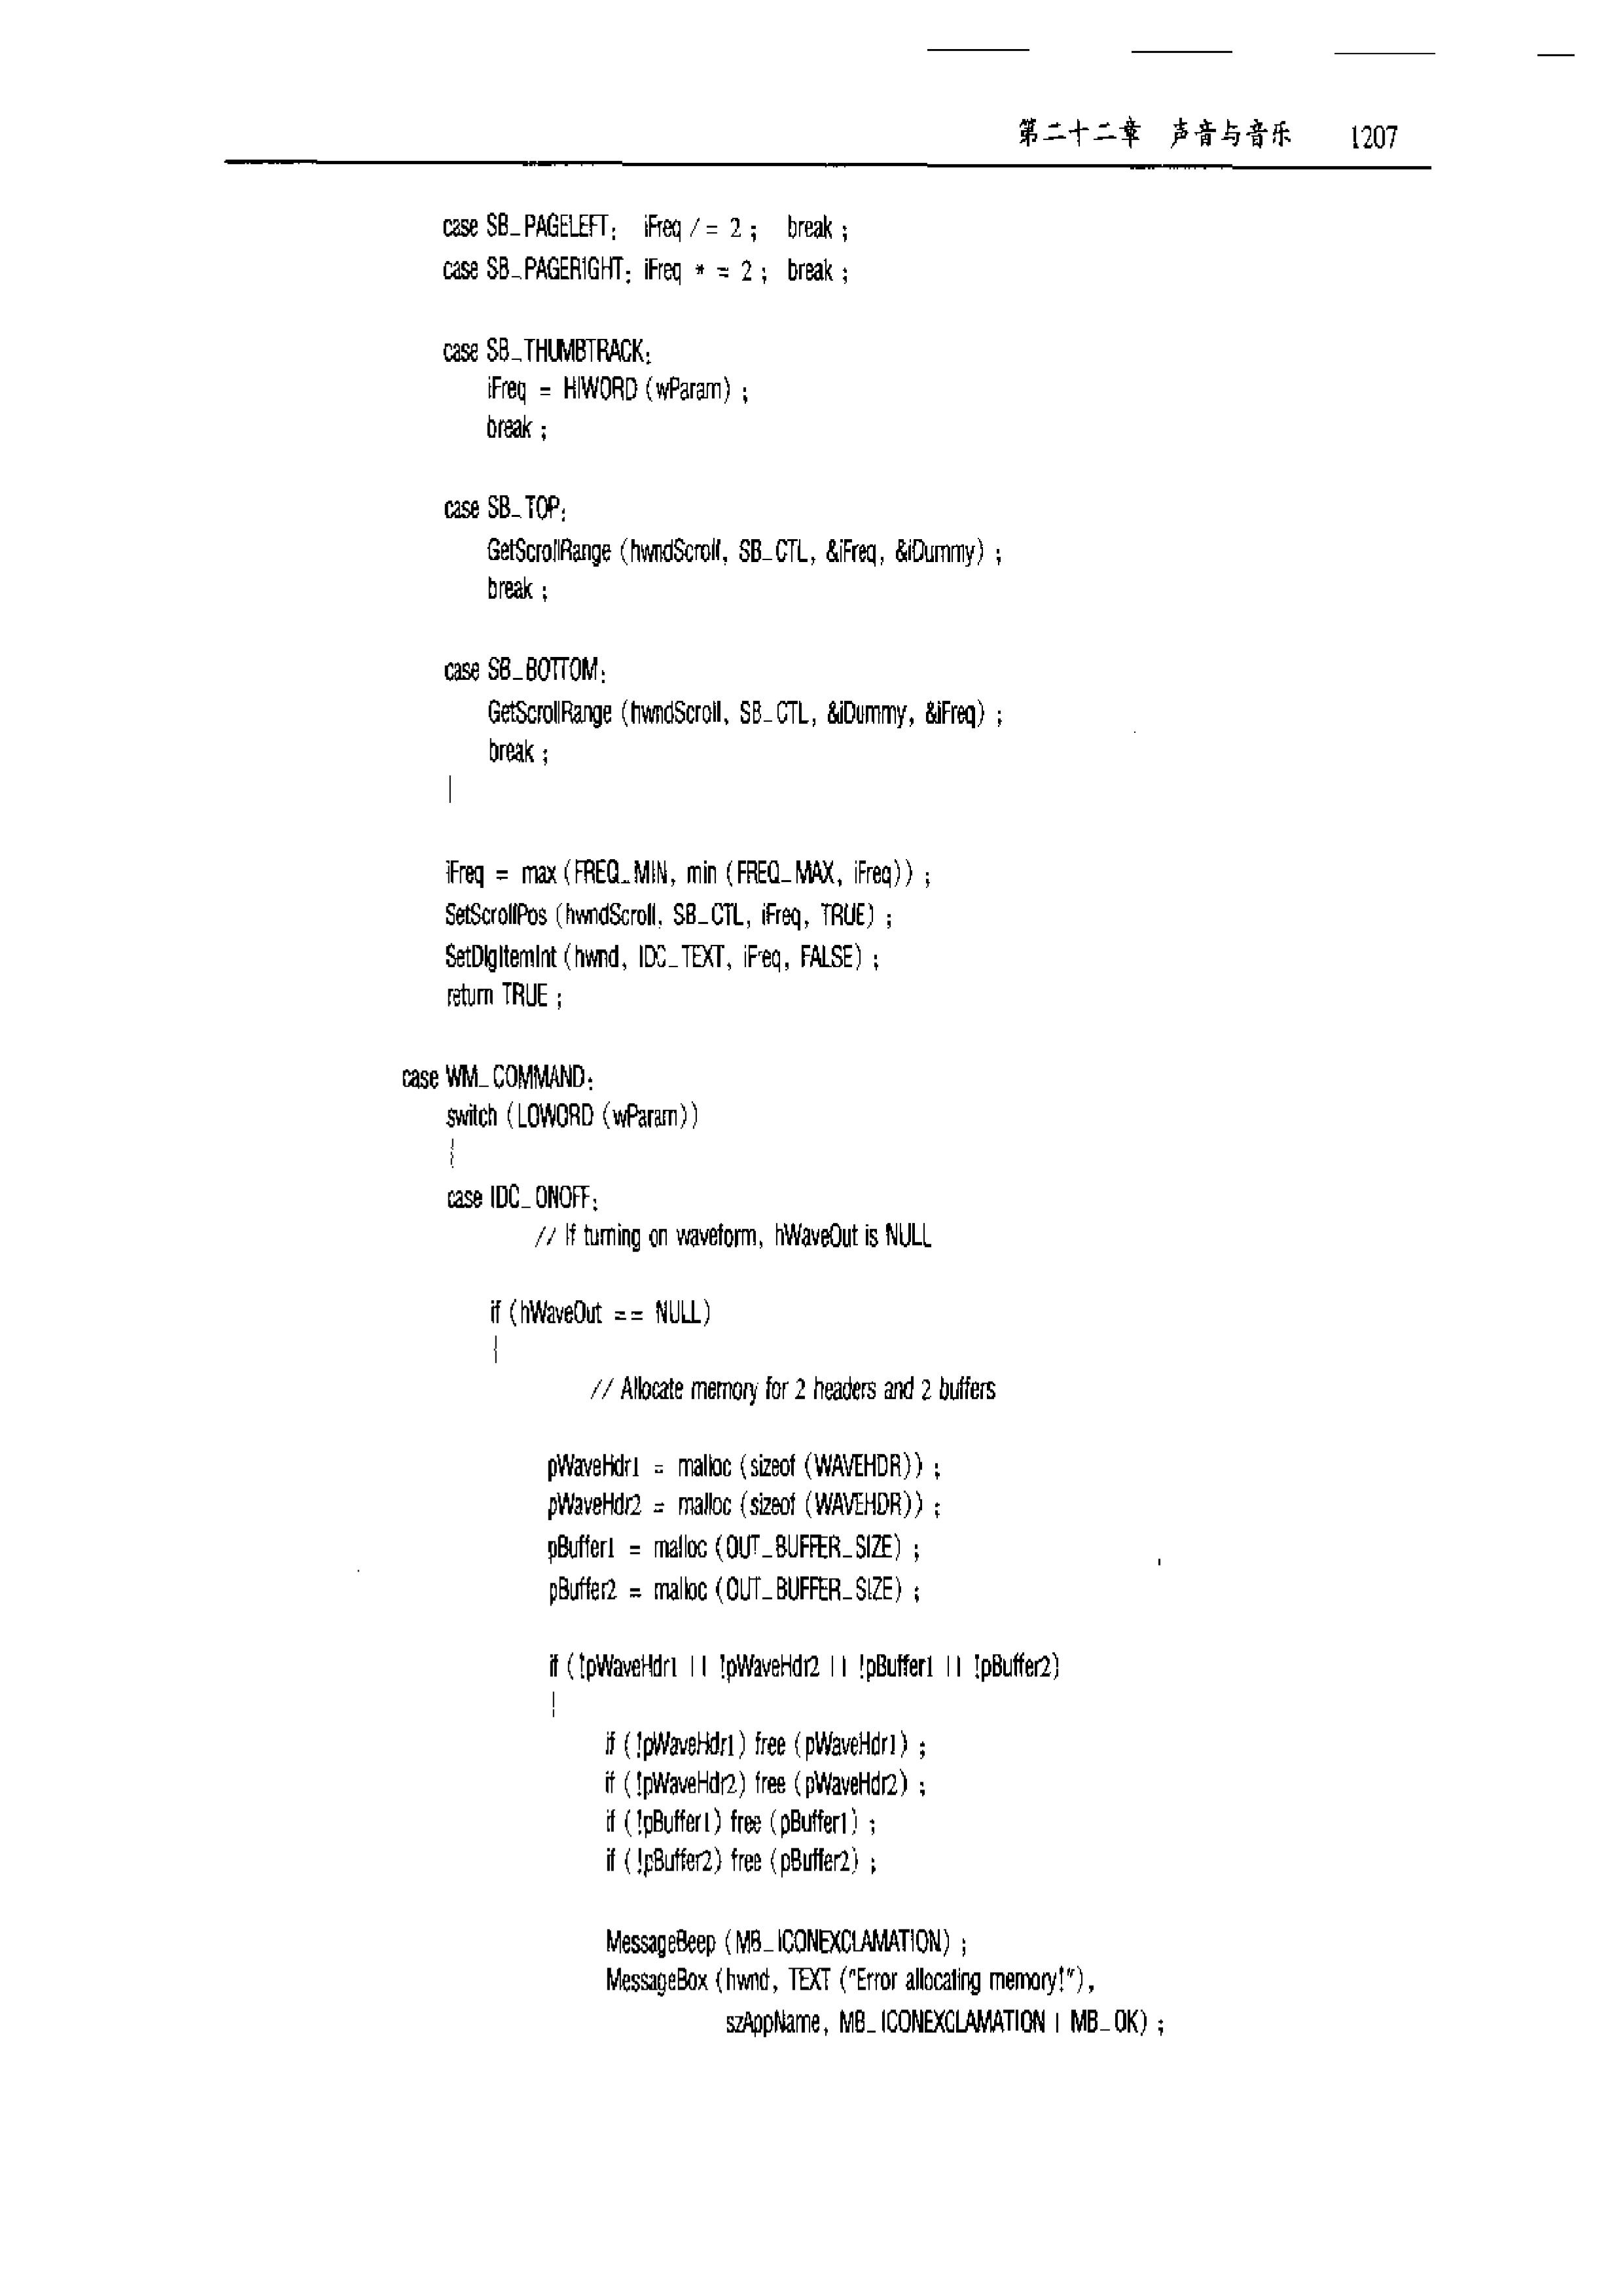 第二十二章 声音与音乐 1207
case SB_PAGELEFT: iFreq /= 2 ; break ;
case SB_PAGERIGHT: iFreq *= 2 ; break ;
case SB_THUMBTRACK:
iFreq = HIWORD (wParam) ;
break ;
case SB_TOP:
GetScrollRange (hwndScroll, SB_CTL, &iFreq, &iDummy) ;
break ;
case SB_BOTTOM:
GetScrollRange (hwndScroll, SB_CTL, &iDummy, &iFreq) ;
break ;
}
iFreq = max (FREQ_MIN, min (FREQ_MAX, iFreq)) ;
SetScrollPos (hwndScroll, SB_CTL, iFreq, TRUE) ;
SetDlgItemInt (hwnd, IDC_TEXT, iFreq, FALSE) ;
return TRUE ;
case WM_COMMAND:
switch (LOWORD (wParam))
{
case IDC_ONOFF:
// If turning on waveform, hWaveOut is NULL
if (hWaveOut == NULL)
{
// Allocate memory for 2 headers and 2 buffers
pWaveHdr1 = malloc (sizeof (WAVEHDR)) ;
pWaveHdr2 = malloc (sizeof (WAVEHDR)) ;
pBuffer1 = malloc (OUT_BUFFER_SIZE) ;
pBuffer2 = malloc (OUT_BUFFER_SIZE) ;
if (!pWaveHdr1 || !pWaveHdr2 || !pBuffer1 || !pBuffer2)
{
if (!pWaveHdr1) free (pWaveHdr1) ;
if (!pWaveHdr2) free (pWaveHdr2) ;
if (!pBuffer1) free (pBuffer1) ;
if (!pBuffer2) free (pBuffer2) ;
MessageBeep (MB_ICONEXCLAMATION) ;
MessageBox (hwnd, TEXT ("Error allocating memory!"),
szAppName, MB_ICONEXCLAMATION | MB_OK) ;